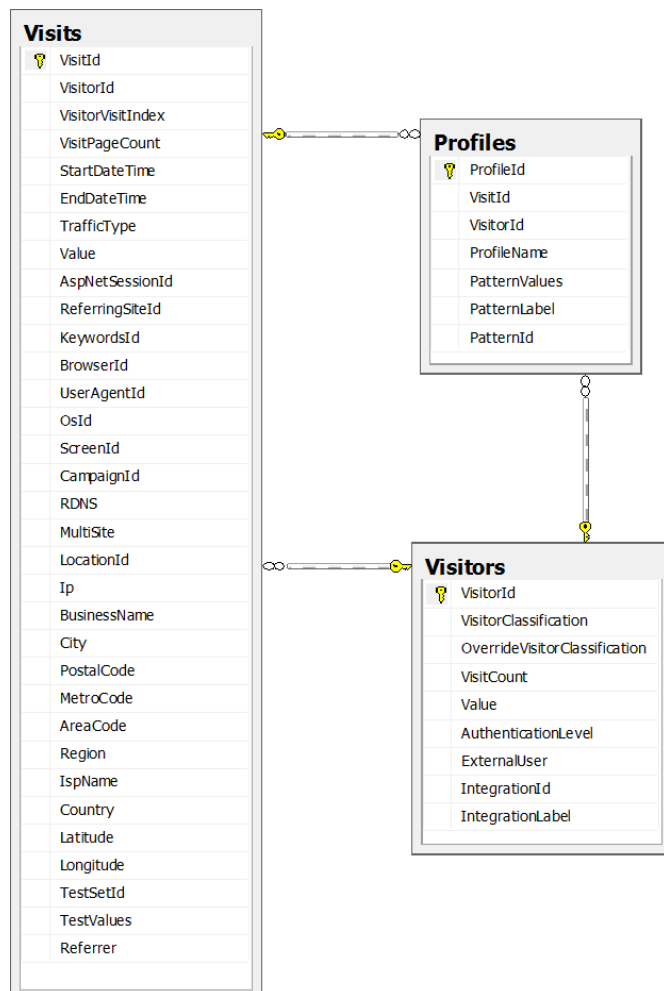 Visits
VisitId
VisitorId
VisitorVisitIndex
VisitPageCount
StartDateTime
EndDateTime
TrafficType
Value
AspNetSessionId
ReferringSiteId
KeywordsId
BrowserId
UserAgentId
OsId
ScreenId
CampaignId
RDNS
MultiSite
LocationId
Ip
BusinessName
City
PostalCode
MetroCode
AreaCode
Region
IspName
Country
Latitude
Longitude
TestSetId
TestValues
Referrer
Profiles
ProfileId
VisitId
VisitorId
ProfileName
PatternValues
PatternLabel
PatternId
Visitors
VisitorId
VisitorClassification
OverrideVisitorClassification
VisitCount
Value
AuthenticationLevel
ExternalUser
IntegrationId
IntegrationLabel